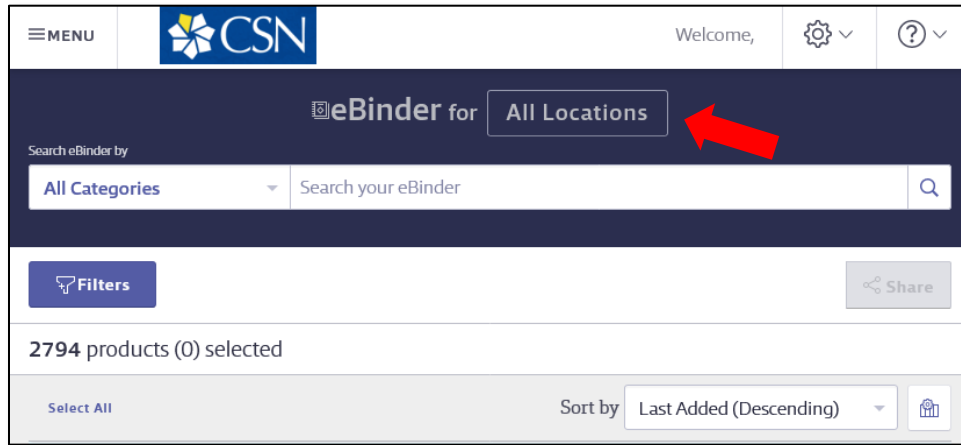 MENU CSN Welcome,
eBinder for All Locations
Search eBinder by
All Categories Search your eBinder
Filters Share
2794 products (0) selected
Select All Sort by Last Added (Descending)